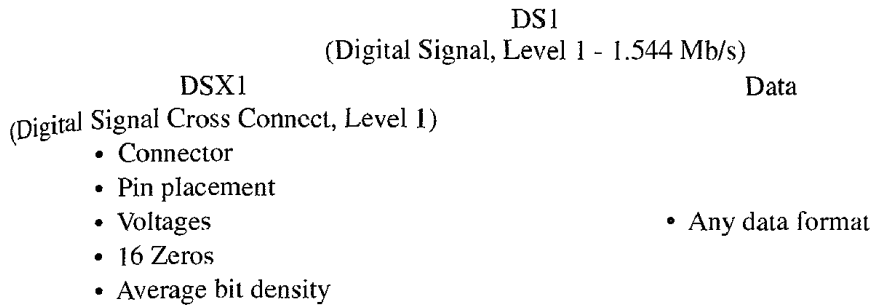 DS1
(Digital Signal, Level 1 - 1.544 Mb/s)
DSX1 Data
(Digital Signal Cross Connect, Level 1)
• Connector
• Pin placement
• Voltages • Any data format
• 16 Zeros
• Average bit density